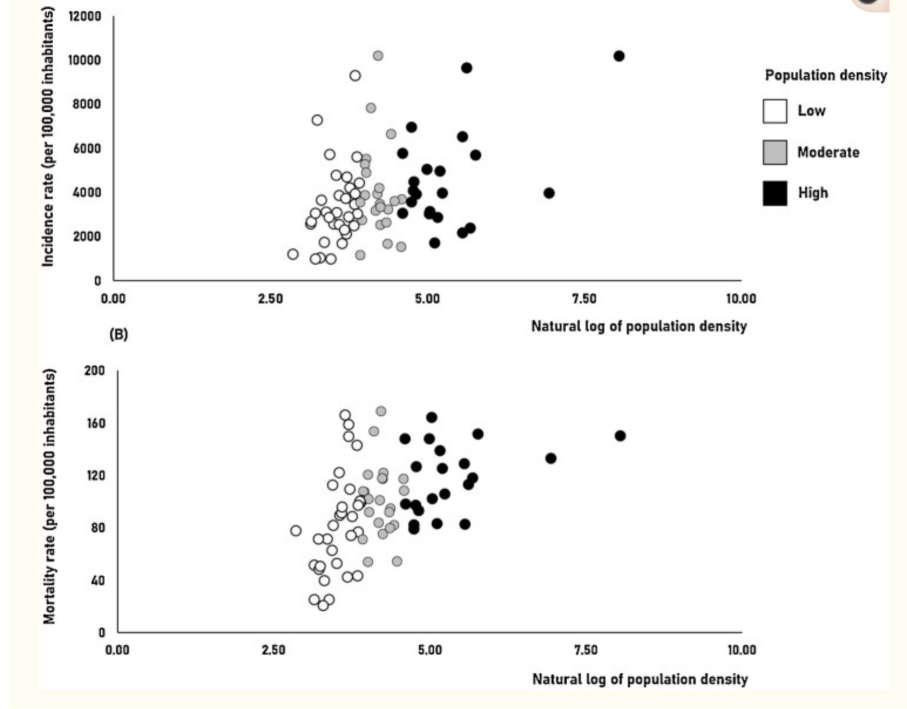 12000
10000
8000
6000
4000
2000
0
Incidence rate (per 100,000 inhabitants)
0.00 2.50 5.00 7.50 10.00
Natural log of population density
Population density
Low
Moderate
High
(B)
200
160
120
80
40
0
Mortality rate (per 100,000 inhabitants)
0.00 2.50 5.00 7.50 10.00
Natural log of population density